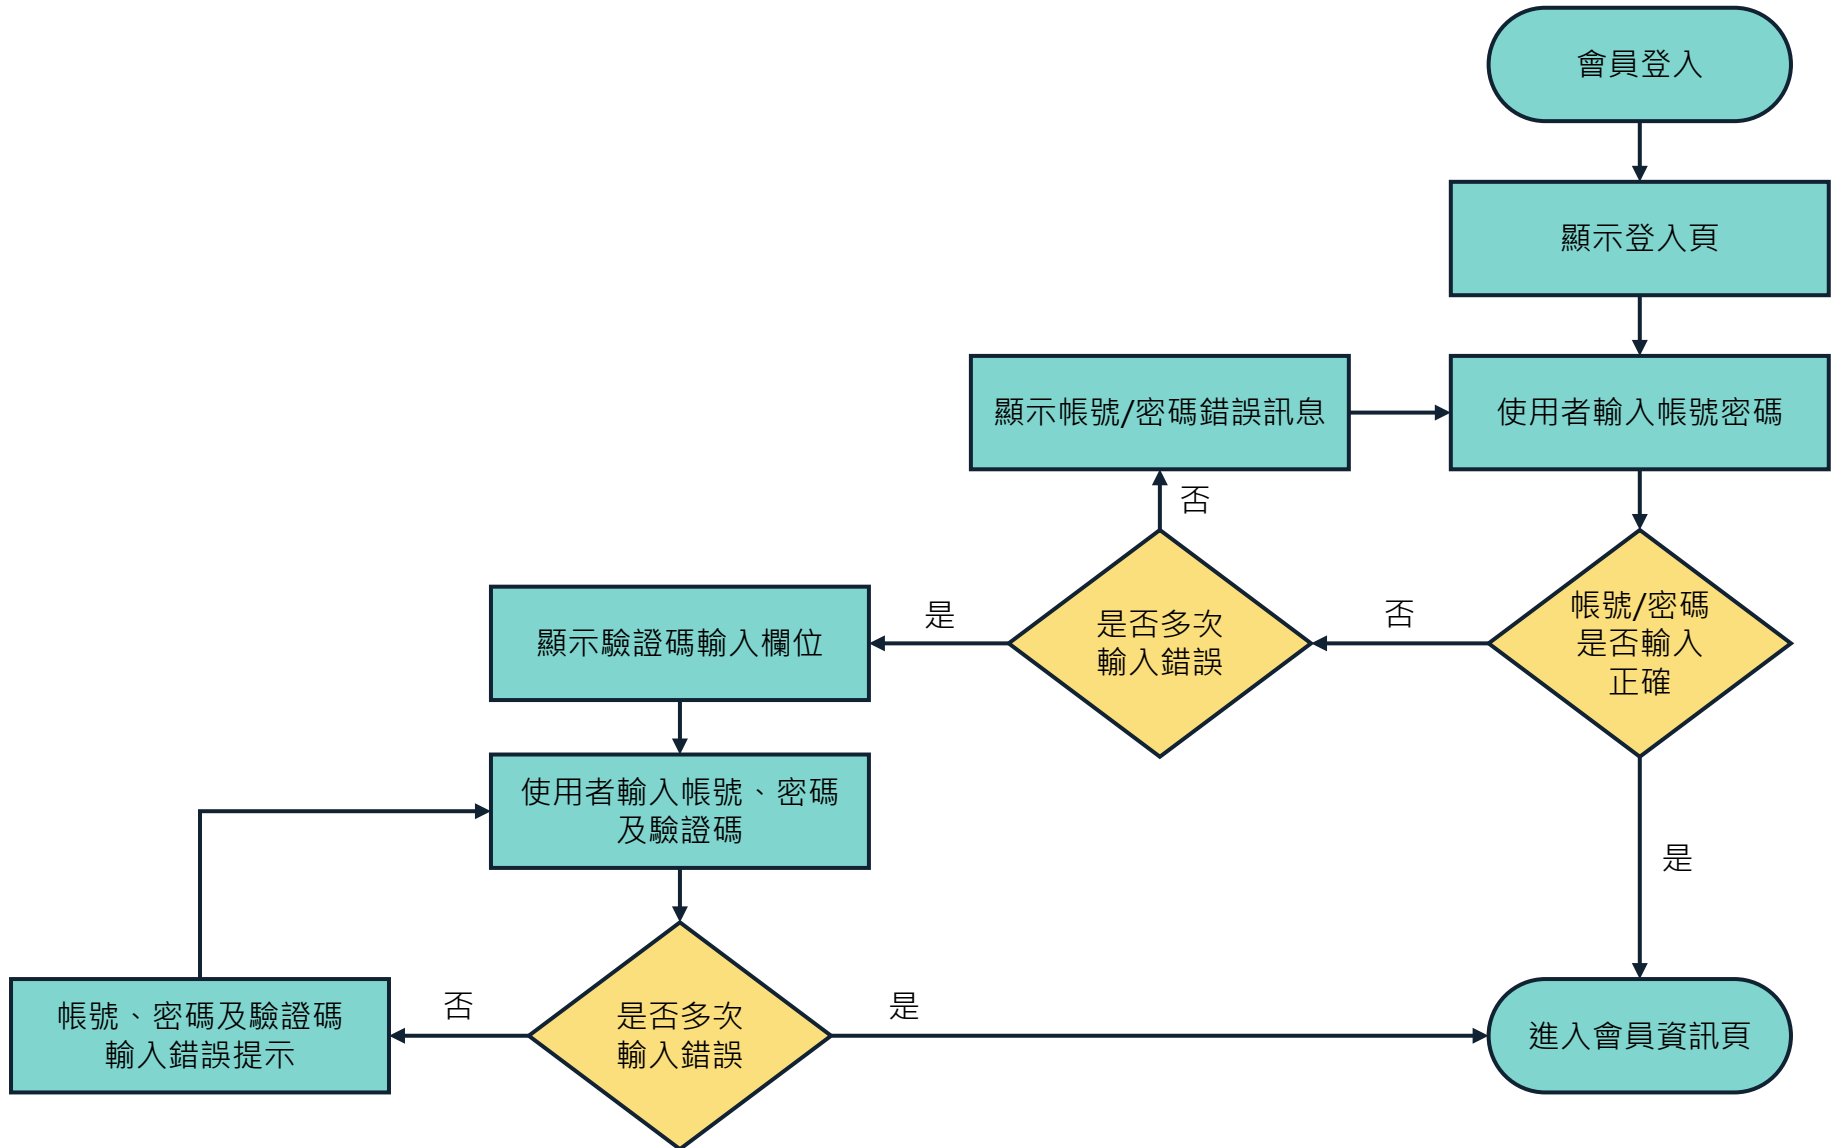 會員登入
顯示登入頁
顯示帳號/密碼錯誤訊息
使用者輸入帳號密碼
否
帳號/密碼
是否輸入
正確
否
是否多次
輸入錯誤
是
顯示驗證碼輸入欄位
使用者輸入帳號、密碼
及驗證碼
是
是否多次
輸入錯誤
否
帳號、密碼及驗證碼
輸入錯誤提示
是
進入會員資訊頁